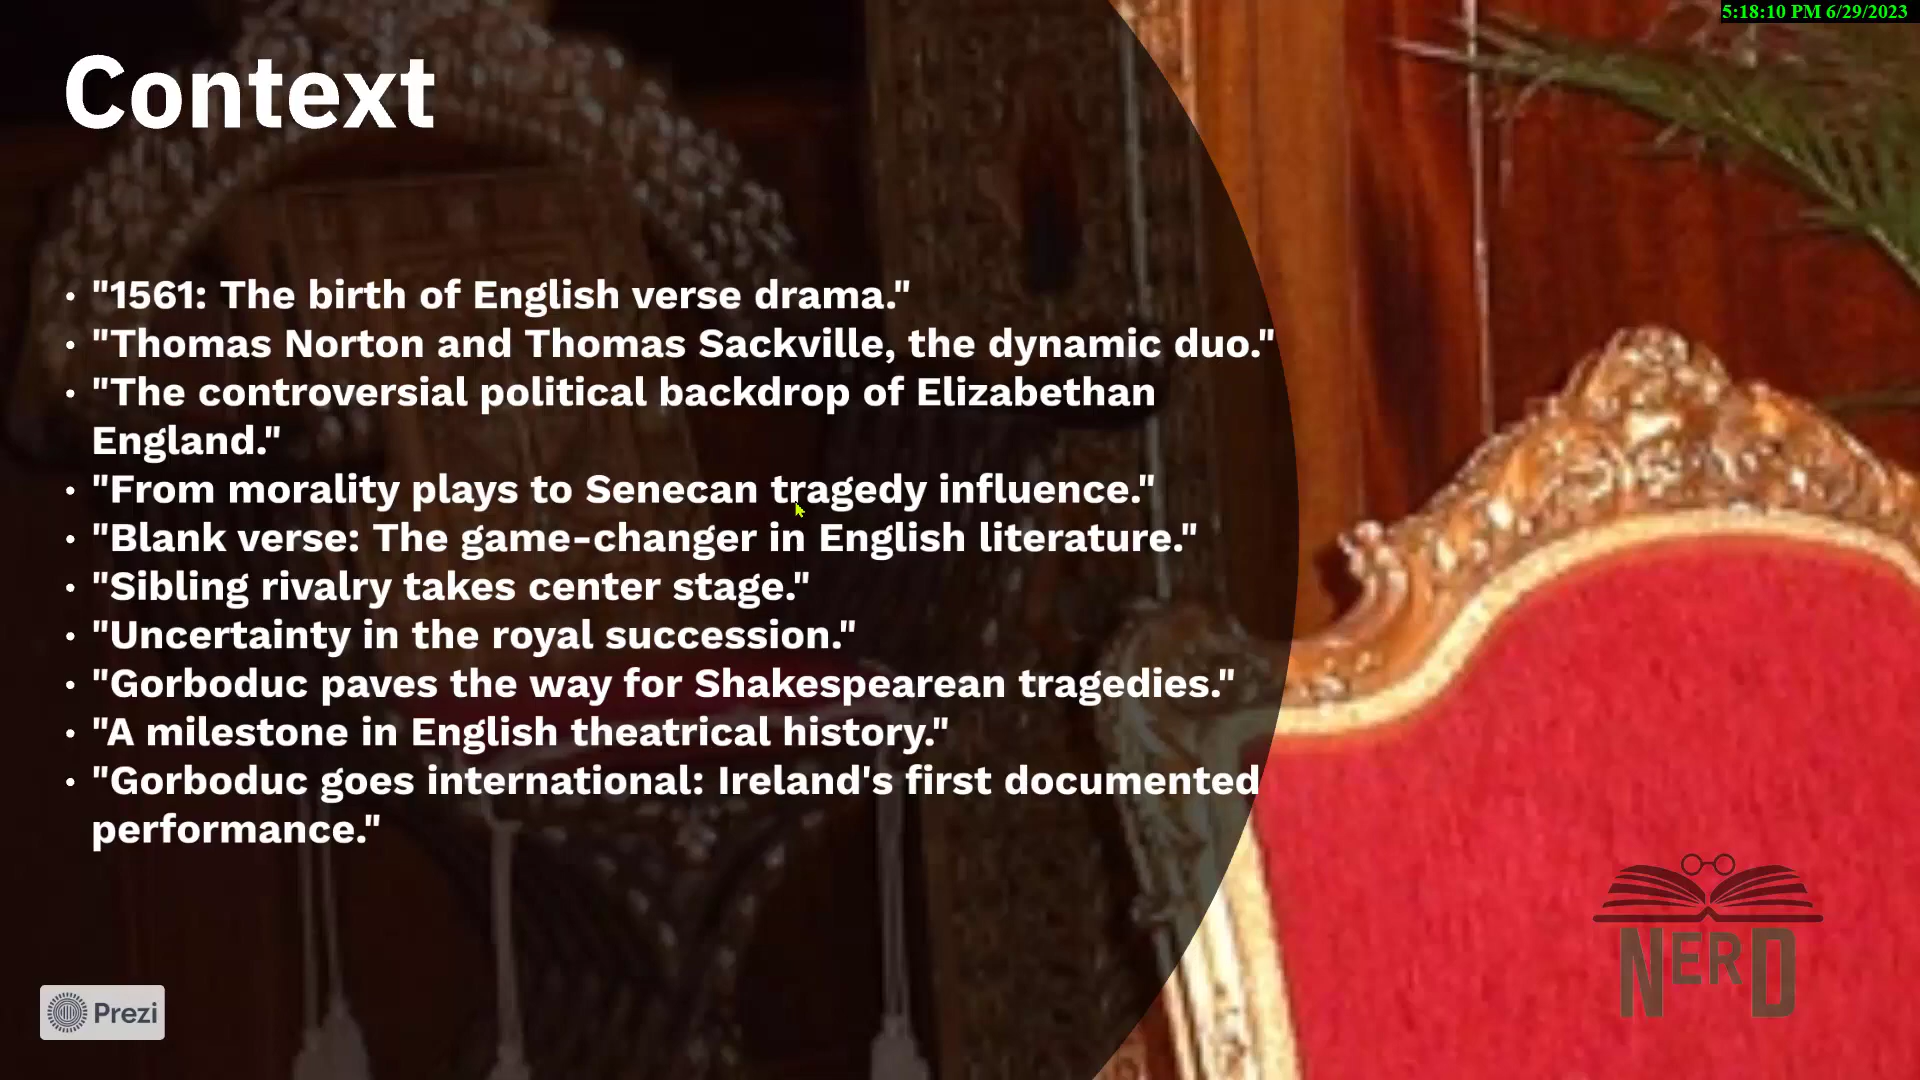 5:18:10 PM 6/29/2023
Context
• "1561: The birth of English verse drama."
• "Thomas Norton and Thomas Sackville, the dynamic duo."
• "The controversial political backdrop of Elizabethan
England."
• "From morality plays to Senecan tragedy influence."
• "Blank verse: The game-changer in English literature."
• "Sibling rivalry takes center stage."
• "Uncertainty in the royal succession."
• "Gorboduc paves the way for Shakespearean tragedies."
• "A milestone in English theatrical history."
• "Gorboduc goes international: Ireland's first documented
performance."
NERD
Prezi